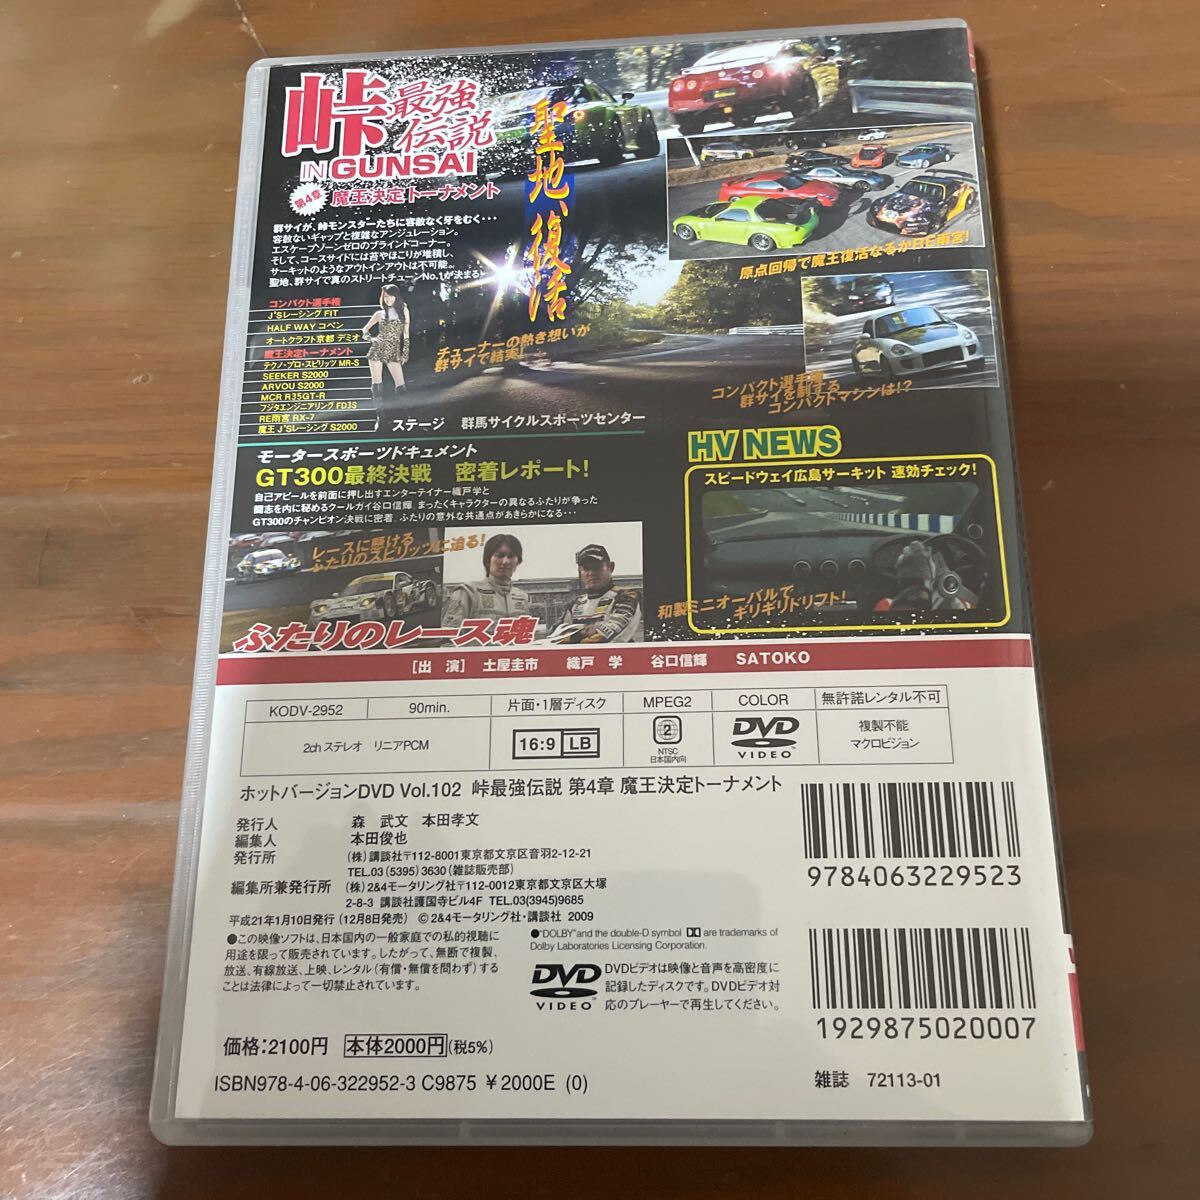 峠最強伝説
IN GUNSAI
第4章 魔王決定トーナメント
聖地、復活
群サイが、峠モンスターたちに容赦なく牙をむく・・・
容赦ないギャップと複雑なアンジュレーション。
エスケープゾーンゼロのブラインドコーナー。
そして、コースサイドには苔やほこりが堆積し、
サーキットのようなアウトインアウトは不可能。
聖地、群サイで真のストリートチューンNo.1が決まる!
コンパクト選手権
J'Sレーシング FIT
HALF WAY コペン
オートクラフト京都 デミオ
魔王決定トーナメント
テクノ・プロ・スピリッツ MR-S
SEEKER S2000
ARVOU S2000
MCR R35GT-R
フジタエンジニアリング FD3S
RE雨宮 RX-7
魔王 J'Sレーシング S2000
チューナーの熱き想いが
群サイで結実!
ステージ 群馬サイクルスポーツセンター
原点回帰で魔王復活なるかRE雨宮!
コンパクト選手権
群サイを制する
コンパクトマシンは!?
モータースポーツドキュメント
GT300最終決戦 密着レポート!
自己アピールを前面に押し出すエンターテイナー織戸学と
闘志を内に秘めるクールガイ谷口信輝。まったくキャラクターの異なるふたりが争った
GT300のチャンピオン決戦に密着。ふたりの意外な共通点があきらかになる・・・
レースに懸ける
ふたりのスピリッツに迫る!
ふたりのレース魂
HV NEWS
スピードウェイ広島サーキット 速効チェック!
和製ミニオーバルで
ギリギリドリフト!
[出 演] 土屋圭市 織戸 学 谷口信輝 SATOKO
KODV-2952 90min. 片面・1層ディスク MPEG2 COLOR 無許諾レンタル不可
2ch ステレオ リニアPCM 16:9 LB 2 NTSC 日本国内向 DVD VIDEO 複製不能 マクロビジョン
ホットバージョンDVD Vol.102 峠最強伝説 第4章 魔王決定トーナメント
発行人 森 武文 本田孝文
編集人 本田俊也
発行所 (株)講談社〒112-8001東京都文京区音羽2-12-21
TEL.03 (5395) 3630 (雑誌販売部)
編集所兼発行所 (株)2&4モータリング社〒112-0012東京都文京区大塚
2-8-3 講談社護国寺ビル4F TEL.03(3945)9685
平成21年1月10日発行 (12月8日発売) ©2&4モータリング社・講談社 2009
●この映像ソフトは、日本国内の一般家庭での私的視聴に
用途を限って販売されています。したがって、無断で複製、
放送、有線放送、上映、レンタル(有償・無償を問わず)する
ことは法律によって一切禁止されています。
●"DOLBY"and the double-D symbol are trademarks of
Dolby Laboratories Licensing Corporation.
DVD VIDEO
DVDビデオは映像と音声を高密度に
記録したディスクです。DVDビデオ対
応のプレーヤーで再生してください。
9784063229523
1929875020007
価格:2100円 本体2000円(税5%)
ISBN978-4-06-322952-3 C9875 ¥2000E (0)
雑誌 72113-01